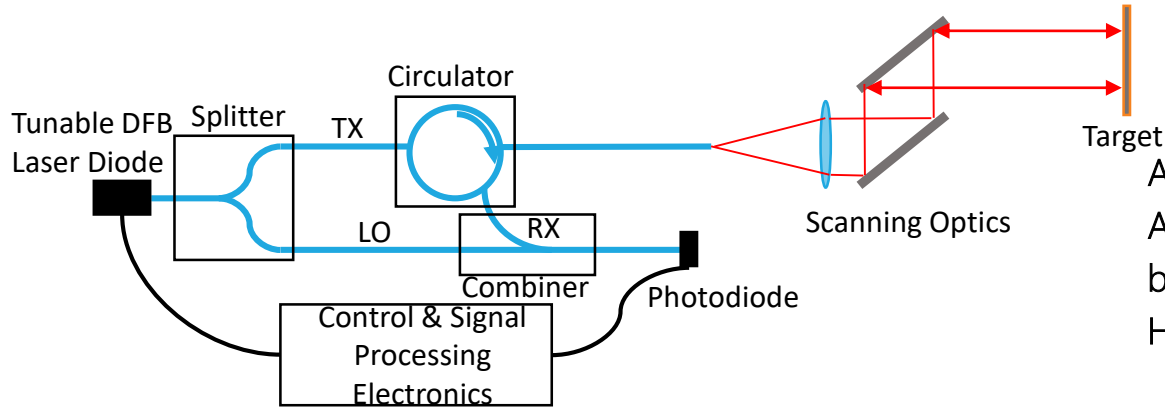 Circulator
Splitter
Tunable DFB
Laser Diode
TX
Target
A
A
b
H
LO
RX
Scanning Optics
Combiner
Photodiode
Control & Signal
Processing
Electronics